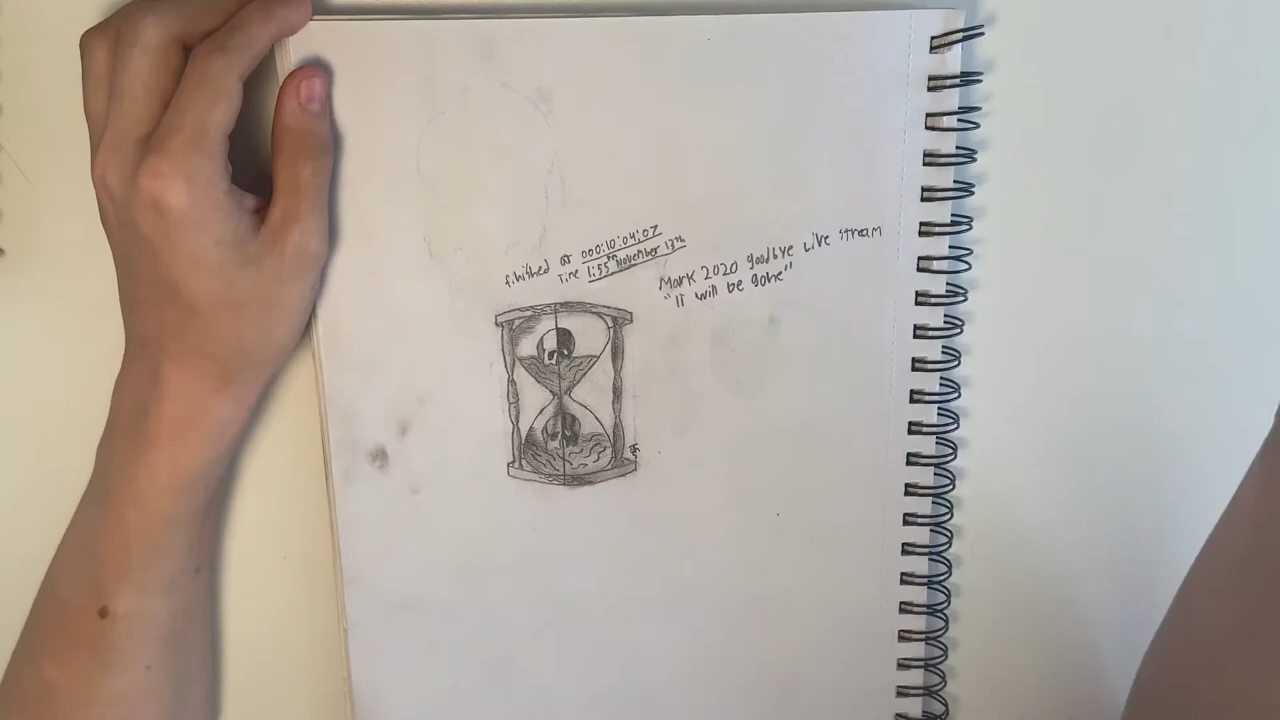 finished at 000:10:04:07
Time 1:55 November 13th
Mark 2020 goodbye Live stream
"It will be gone"